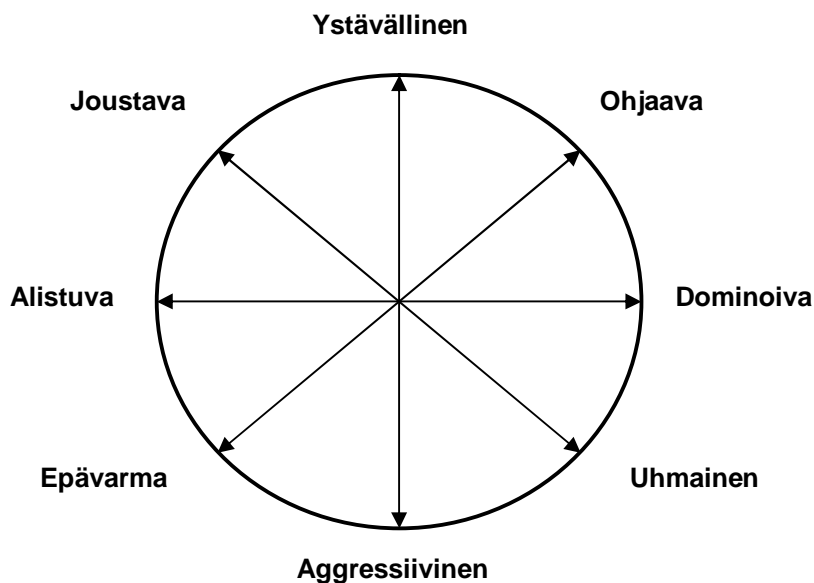 Ystävällinen
Joustava
Ohjaava
Alistuva
Dominoiva
Epävarma
Uhmainen
Aggressiivinen